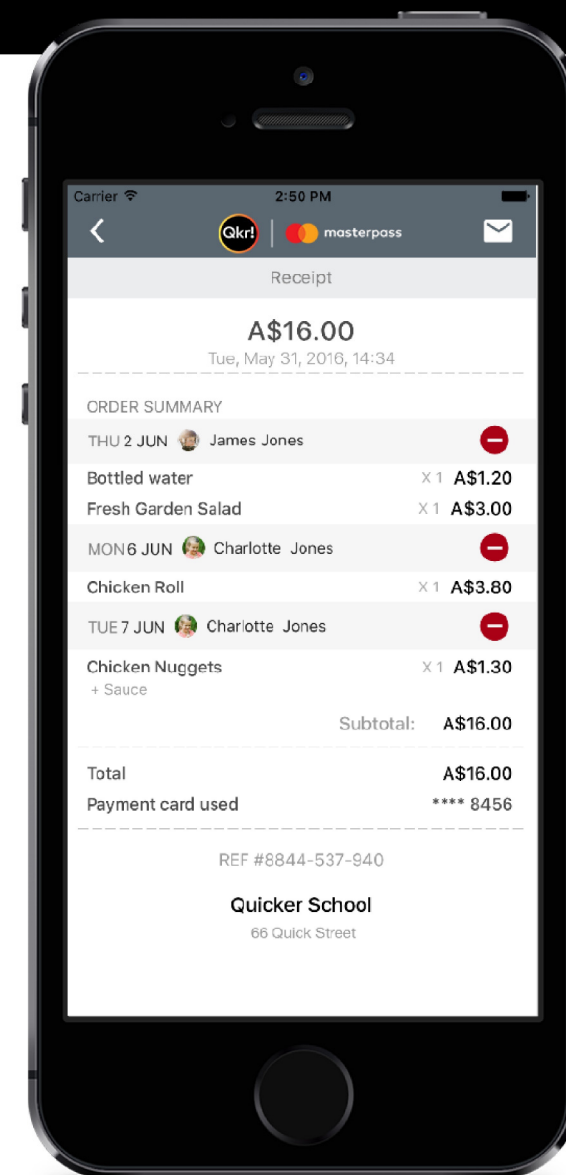 Carrier 2:50 PM
Qkr! masterpass
Receipt
A$16.00
Tue, May 31, 2016, 14:34
ORDER SUMMARY
THU 2 JUN James Jones
Bottled water X 1 A$1.20
Fresh Garden Salad X 1 A$3.00
MON 6 JUN Charlotte Jones
Chicken Roll X 1 A$3.80
TUE 7 JUN Charlotte Jones
Chicken Nuggets X 1 A$1.30
+ Sauce
Subtotal: A$16.00
Total A$16.00
Payment card used **** 8456
REF #8844-537-940
Quicker School
66 Quick Street